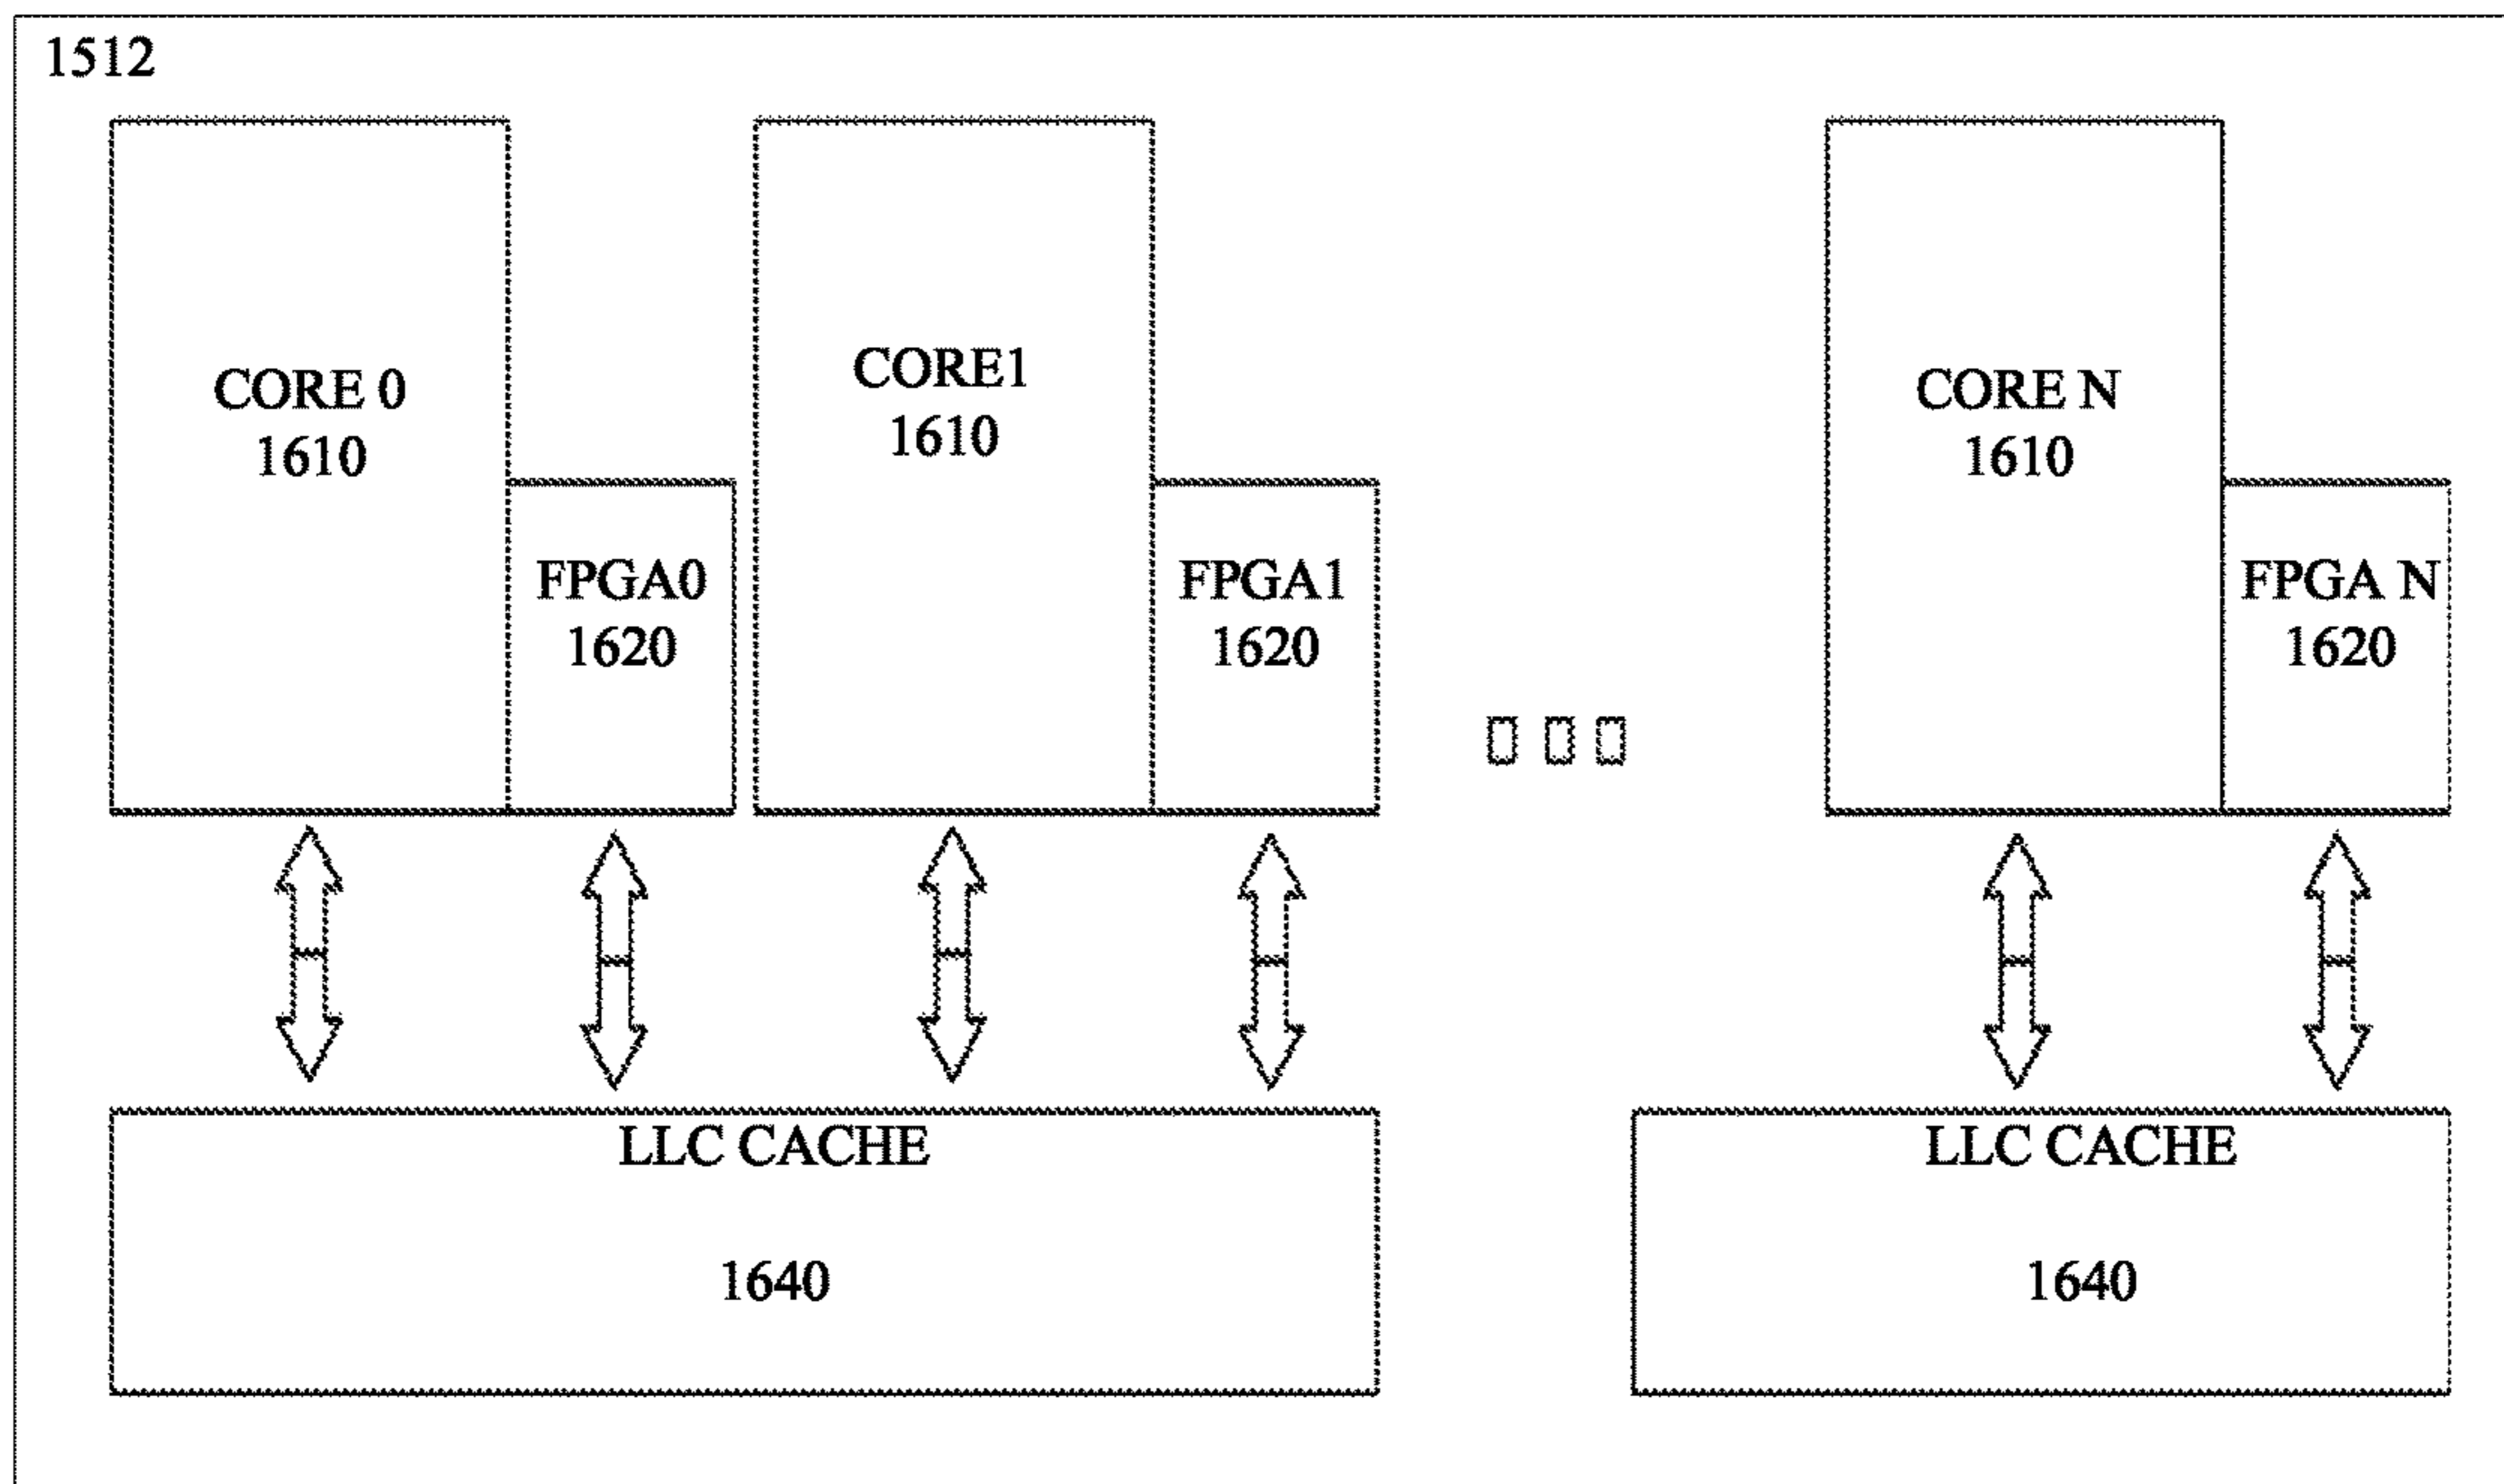 1512
CORE 0
1610
FPGA0
1620
CORE1
1610
FPGA1
1620
CORE N
1610
FPGA N
1620
LLC CACHE
1640
LLC CACHE
1640